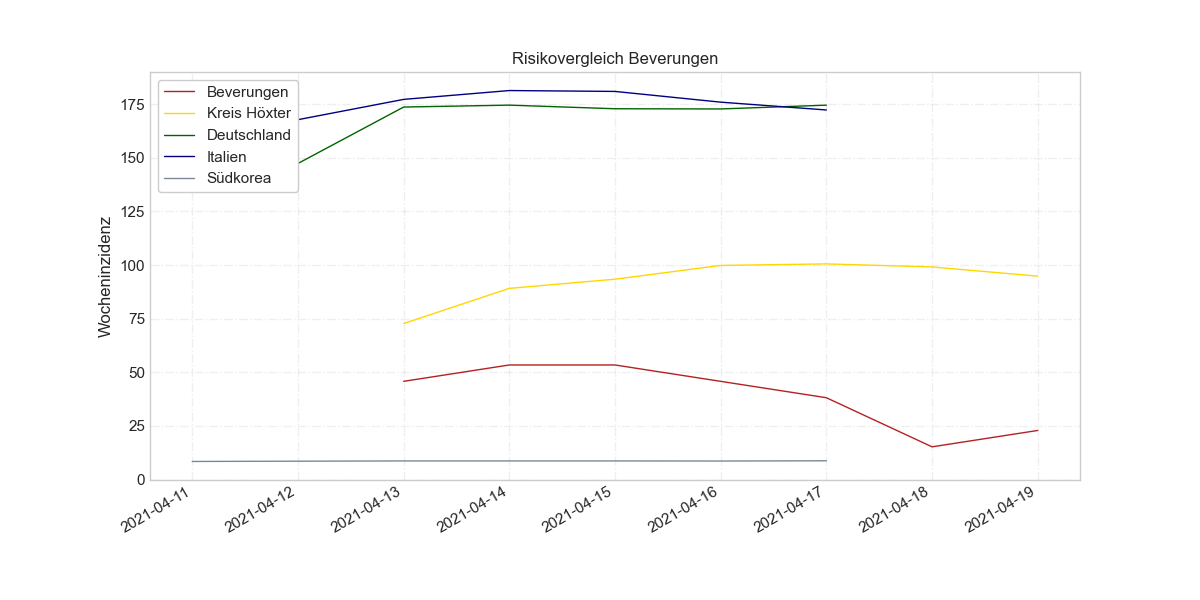 Risikovergleich Beverungen
Beverungen
Kreis Höxter
Deutschland
Italien
Südkorea
Wocheninzidenz
175
150
125
100
75
50
25
0
2021-04-11
2021-04-12
2021-04-13
2021-04-14
2021-04-15
2021-04-16
2021-04-17
2021-04-18
2021-04-19